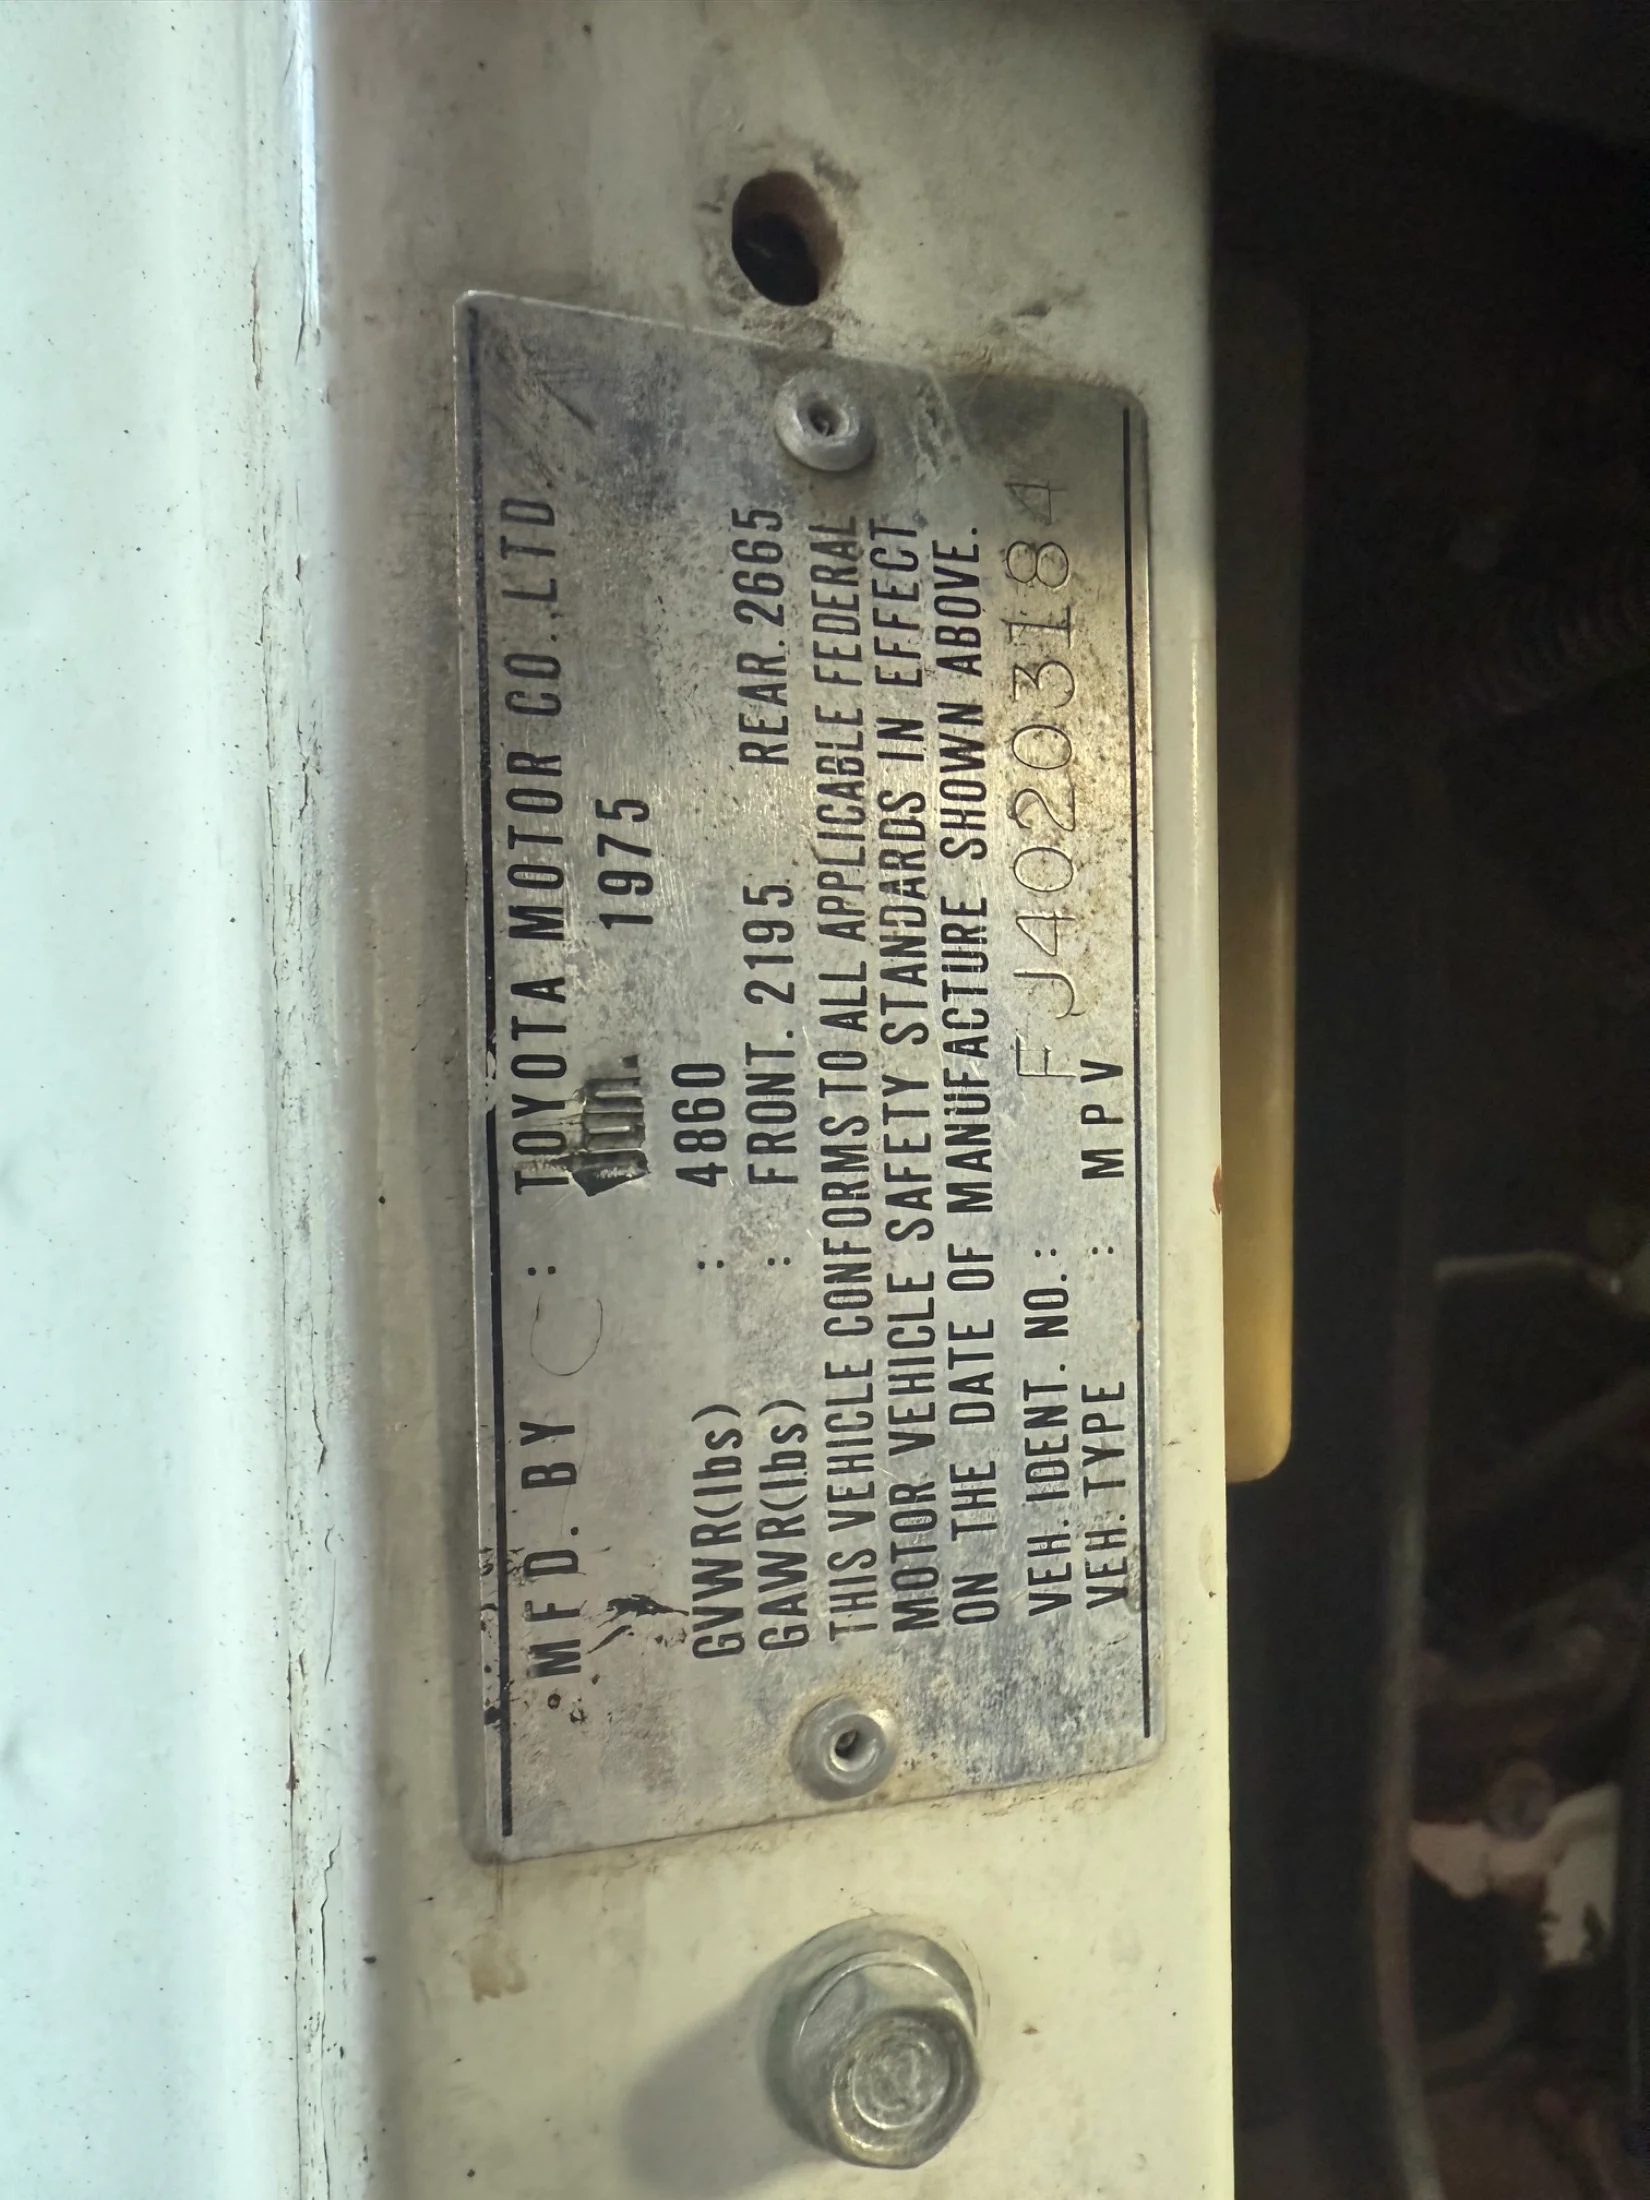 MFD. BY : TOYOTA MOTOR CO.,LTD.
1975
GVWR(lbs) : 4860
GAWR(lbs) : FRONT. 2195 REAR. 2665
THIS VEHICLE CONFORMS TO ALL APPLICABLE FEDERAL
MOTOR VEHICLE SAFETY STANDARDS IN EFFECT
ON THE DATE OF MANUFACTURE SHOWN ABOVE.
VEH. IDENT. NO. : FJ40203184
VEH. TYPE : MPV